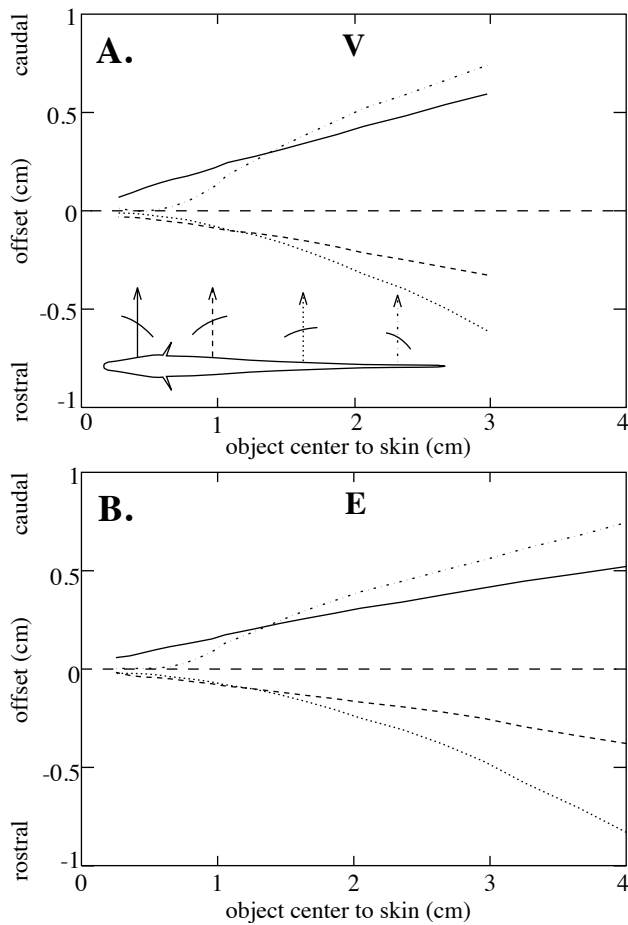 A.
V
caudal
offset (cm)
rostral
1
0.5
0
-0.5
-1
0
1
2
3
4
object center to skin (cm)
B.
E
caudal
offset (cm)
rostral
1
0.5
0
-0.5
-1
0
1
2
3
4
object center to skin (cm)